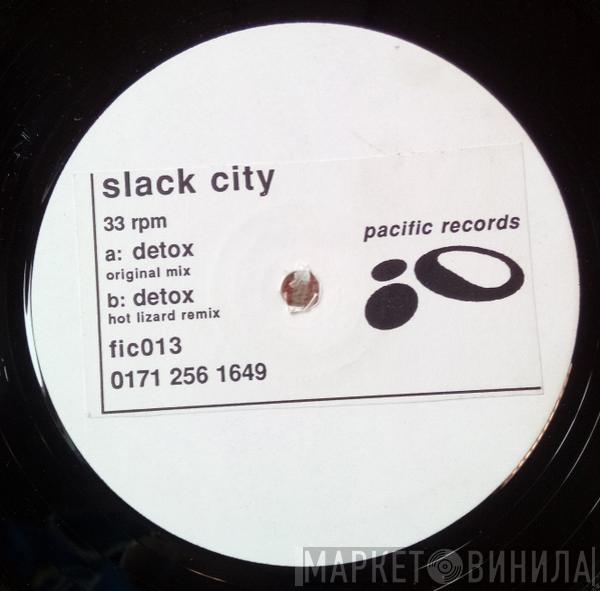 slack city
33 rpm
a: detox
original mix
b: detox
hot lizard remix
fic013
0171 256 1649
pacific records
МАРКЕТ ВИНИЛА